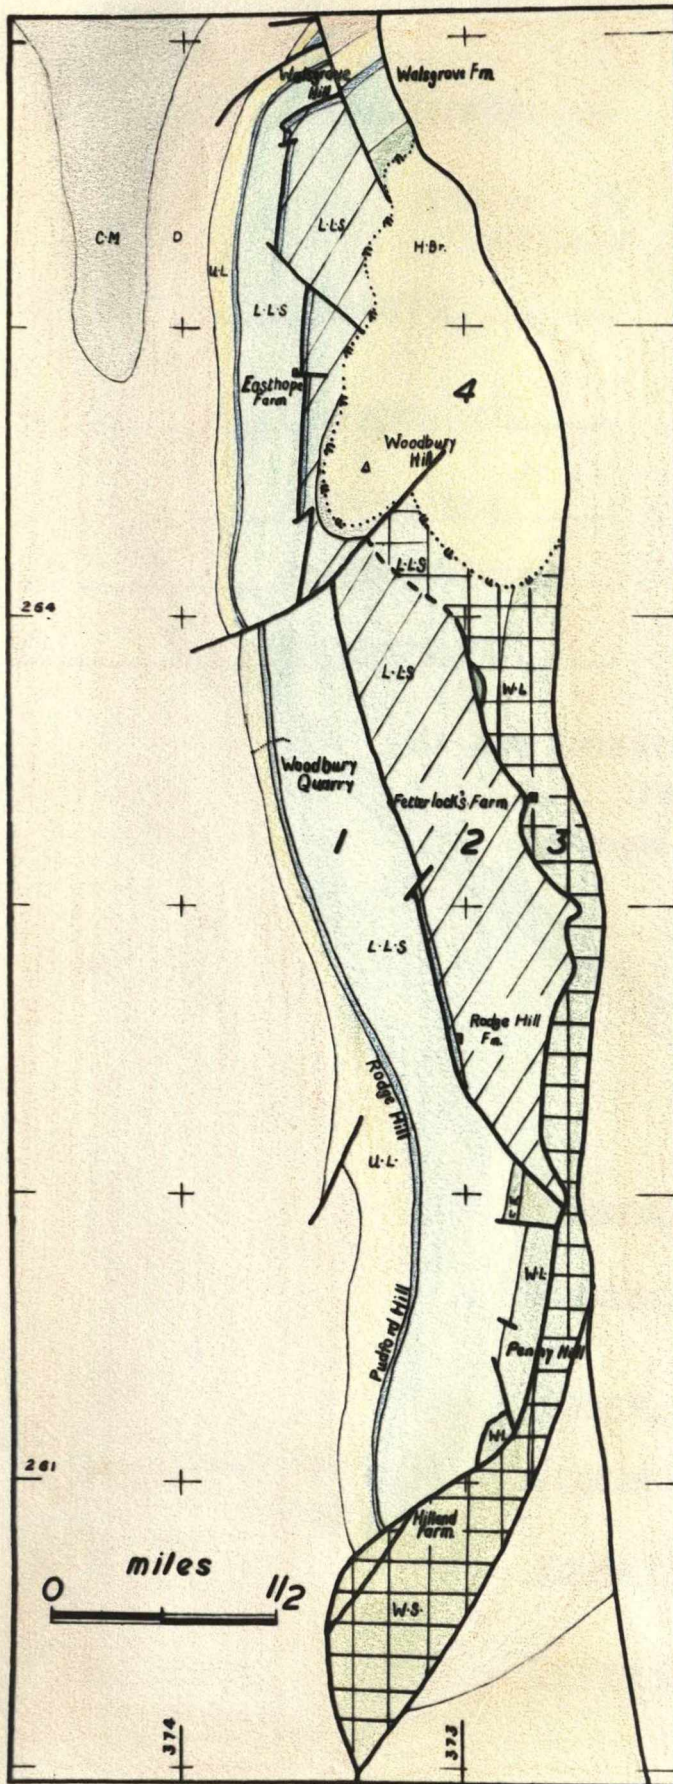 Walsgrove
Hill
Walsgrove Fm.
C·M
D
U·L
L·L·S
H·Br.
L·L·S
Easthope
Farm
4
Woodbury
Hill
L·L·S
264
L·L·S
W·L
Woodbury
Quarry
Fetterlock's Farm
1
2
3
L·L·S
Rodge Hill
Fm.
Rodge Hill
U·L·
W·L
Pudford Hill
Penny Hill
W·L
261
Hilland
Farm
miles
0
1/2
W·S·
374
373